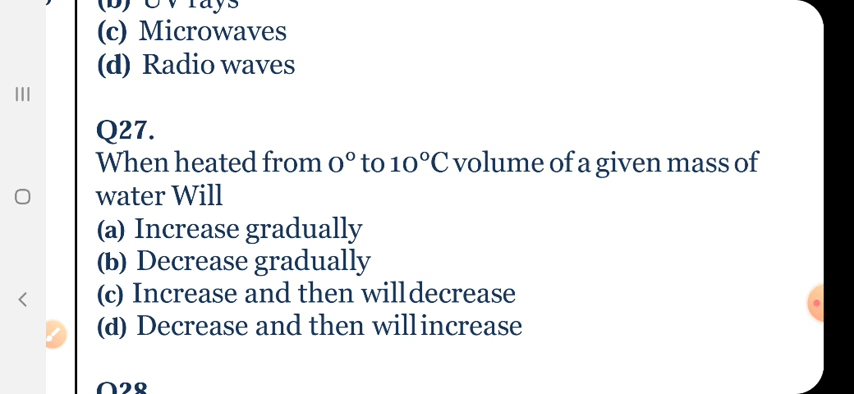 (c) Microwaves
(d) Radio waves
Q27.
When heated from 0° to 10°C volume of a given mass of
water Will
(a) Increase gradually
(b) Decrease gradually
(c) Increase and then will decrease
(d) Decrease and then will increase
Q28